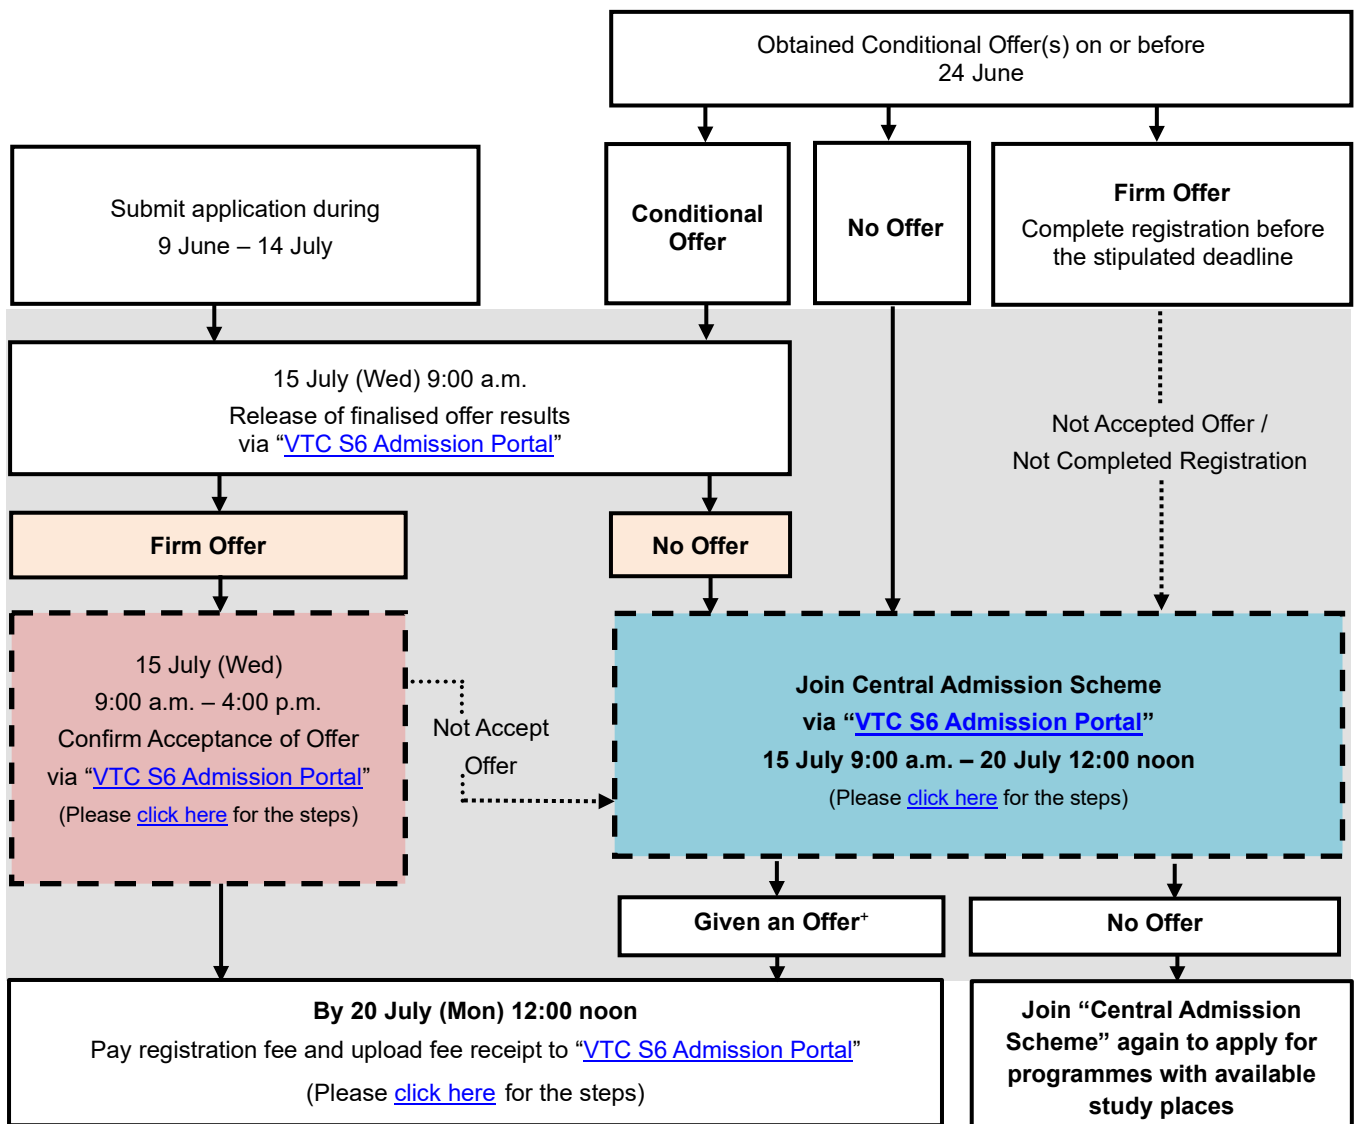 Obtained Conditional Offer(s) on or before
24 June
Submit application during
9 June – 14 July
Conditional
Offer
No Offer
Firm Offer
Complete registration before
the stipulated deadline
15 July (Wed) 9:00 a.m.
Release of finalised offer results
via “VTC S6 Admission Portal”
Not Accepted Offer /
Not Completed Registration
Firm Offer
No Offer
15 July (Wed)
9:00 a.m. – 4:00 p.m.
Confirm Acceptance of Offer
via “VTC S6 Admission Portal”
(Please click here for the steps)
Not Accept
Offer
Join Central Admission Scheme
via “VTC S6 Admission Portal”
15 July 9:00 a.m. – 20 July 12:00 noon
(Please click here for the steps)
Given an Offer+
No Offer
By 20 July (Mon) 12:00 noon
Pay registration fee and upload fee receipt to “VTC S6 Admission Portal”
(Please click here for the steps)
Join “Central Admission
Scheme” again to apply for
programmes with available
study places